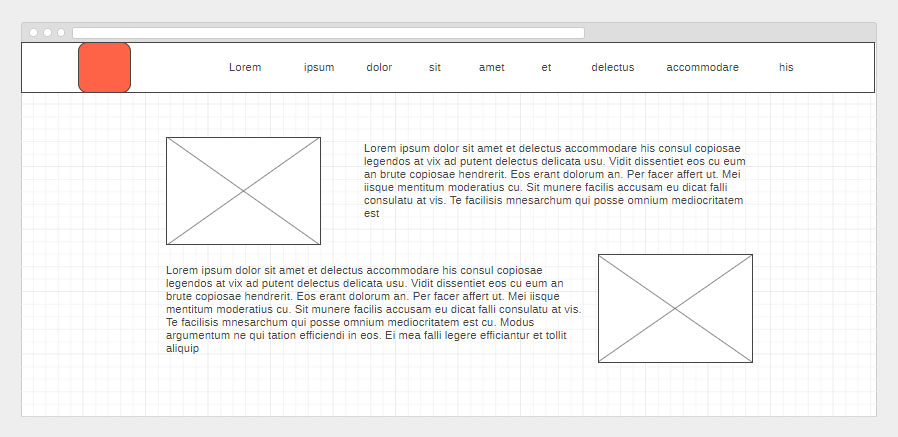 Lorem ipsum dolor sit amet et delectus accommodare his
Lorem ipsum dolor sit amet et delectus accommodare his consul copiosae
legendos at vix ad putent delectus delicata usu. Vidit dissentiet eos cu eum
an brute copiosae hendrerit. Eos erant dolorum an. Per facer affert ut. Mei
iisque mentitum moderatius cu. Sit munere facilis accusam eu dicat falli
consulatu at vis. Te facilisis mnesarchum qui posse omnium mediocritatem
est
Lorem ipsum dolor sit amet et delectus accommodare his consul copiosae
legendos at vix ad putent delectus delicata usu. Vidit dissentiet eos cu eum an
brute copiosae hendrerit. Eos erant dolorum an. Per facer affert ut. Mei iisque
mentitum moderatius cu. Sit munere facilis accusam eu dicat falli consulatu at vis.
Te facilisis mnesarchum qui posse omnium mediocritatem est cu. Modus
argumentum ne qui tation efficiendi in eos. Ei mea falli legere efficiantur et tollit
aliquip